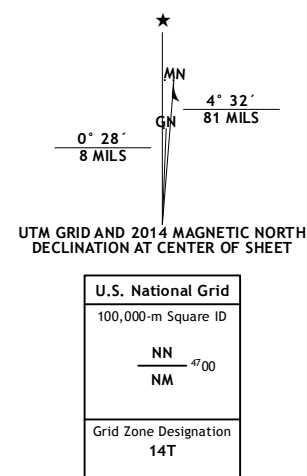 MN
GN
4° 32´
81 MILS
0° 28´
8 MILS
UTM GRID AND 2014 MAGNETIC NORTH
DECLINATION AT CENTER OF SHEET
U.S. National Grid
100,000-m Square ID
NN
4700
NM
Grid Zone Designation
14T